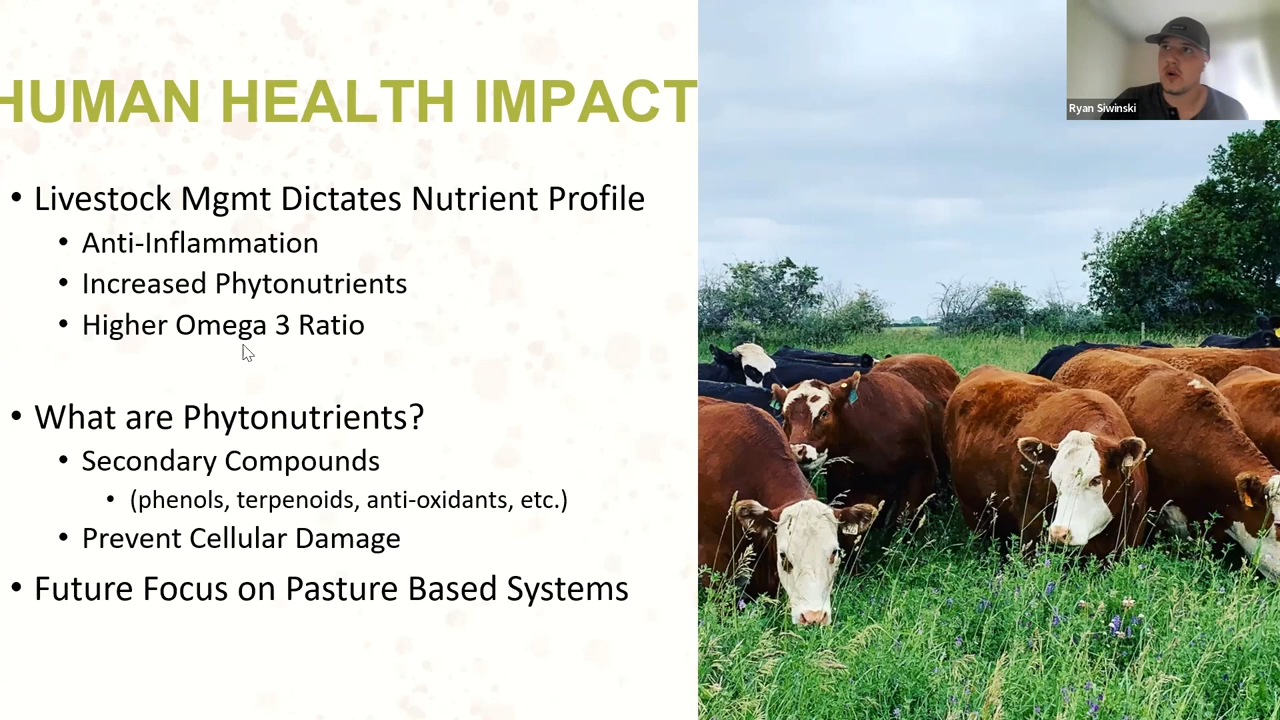 HUMAN HEALTH IMPACT
• Livestock Mgmt Dictates Nutrient Profile
• Anti-Inflammation
• Increased Phytonutrients
• Higher Omega 3 Ratio
• What are Phytonutrients?
• Secondary Compounds
• (phenols, terpenoids, anti-oxidants, etc.)
• Prevent Cellular Damage
• Future Focus on Pasture Based Systems
Ryan Siwinski